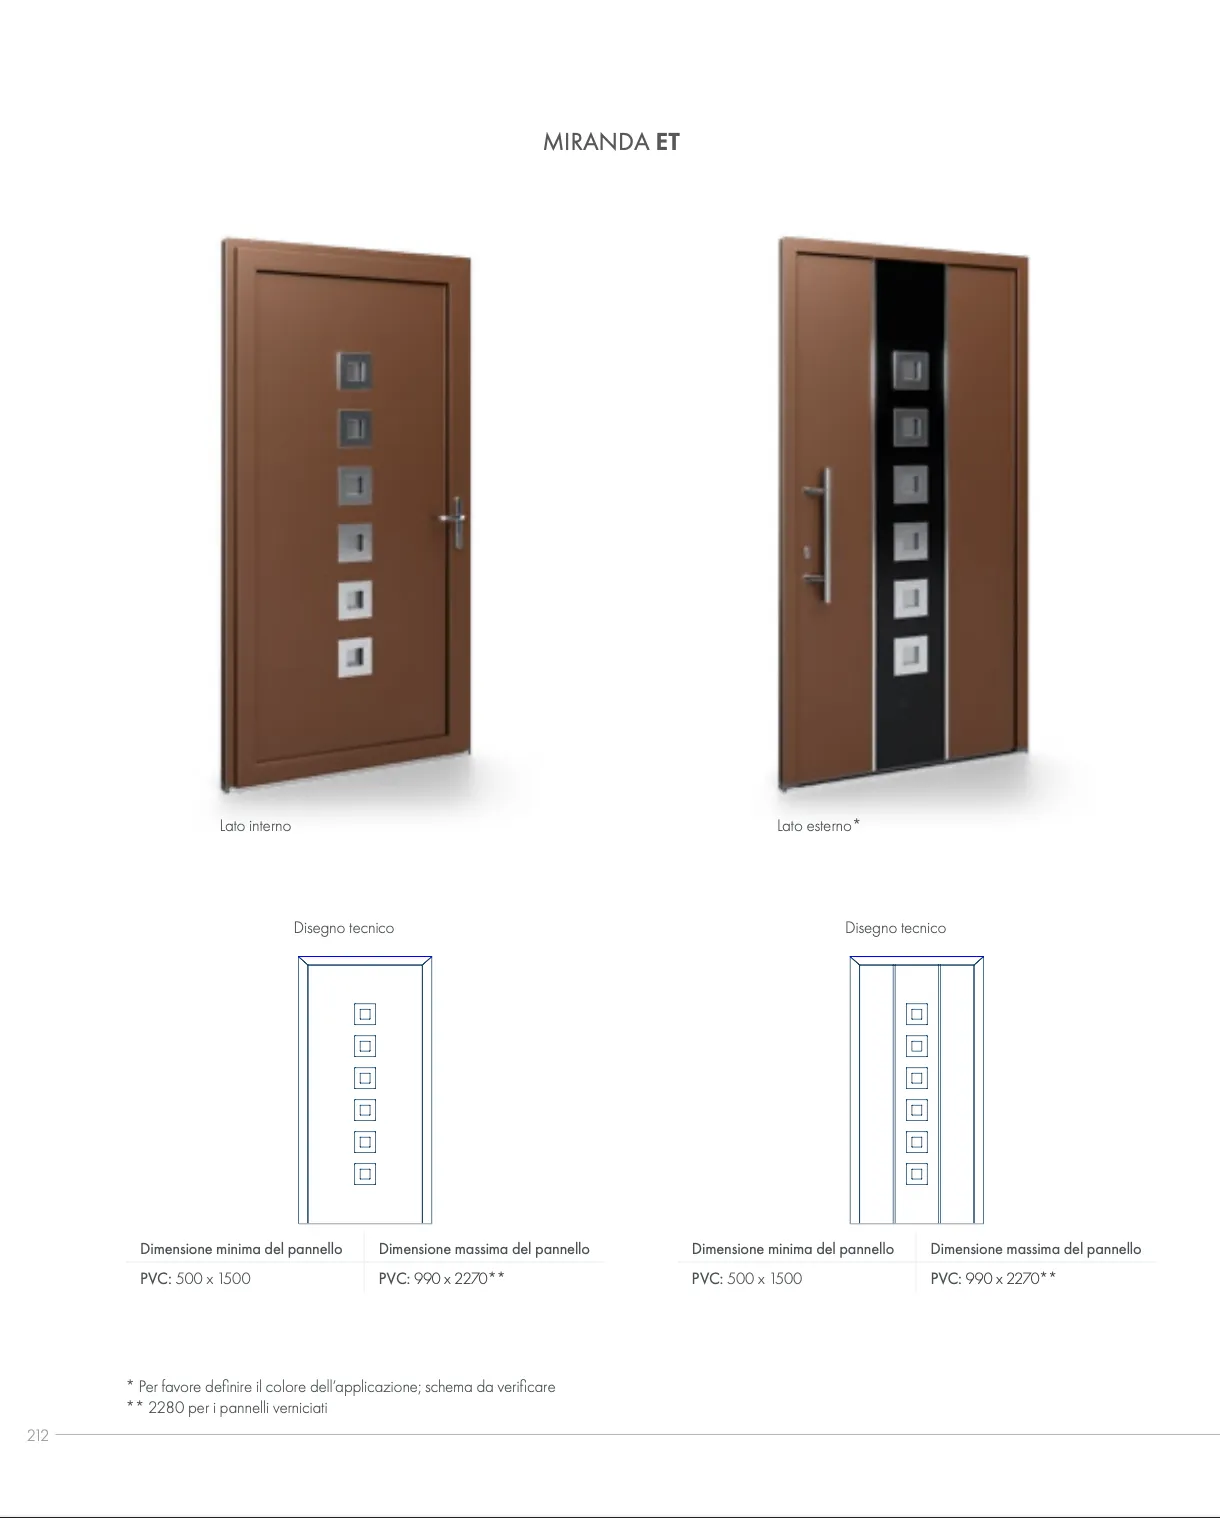 MIRANDA ET
Lato interno
Lato esterno*
Disegno tecnico
Disegno tecnico
Dimensione minima del pannello
Dimensione massima del pannello
PVC: 500 x 1500
PVC: 990 x 2270**
Dimensione minima del pannello
Dimensione massima del pannello
PVC: 500 x 1500
PVC: 990 x 2270**
* Per favore definire il colore dell'applicazione; schema da verificare
** 2280 per i pannelli verniciati
212